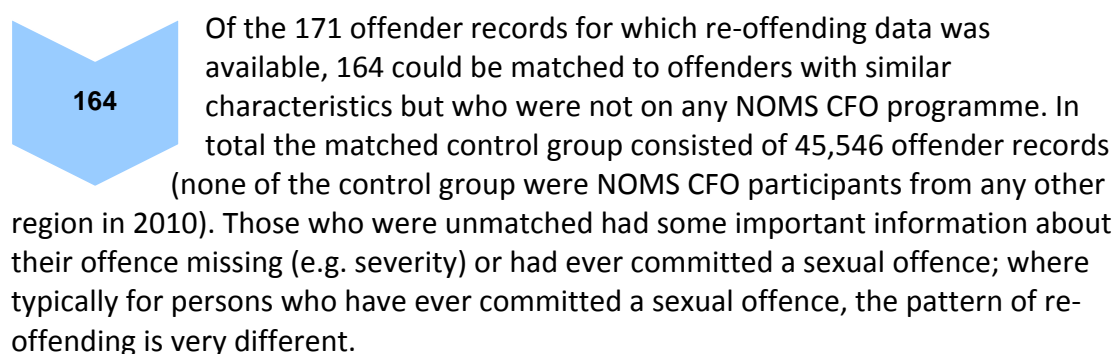 Of the 171 offender records for which re-offending data was
available, 164 could be matched to offenders with similar
164
characteristics but who were not on any NOMS CFO programme. In
total the matched control group consisted of 45,546 offender records
(none of the control group were NOMS CFO participants from any other
region in 2010). Those who were unmatched had some important information about
their offence missing (e.g. severity) or had ever committed a sexual offence; where
typically for persons who have ever committed a sexual offence, the pattern of re-
offending is very different.